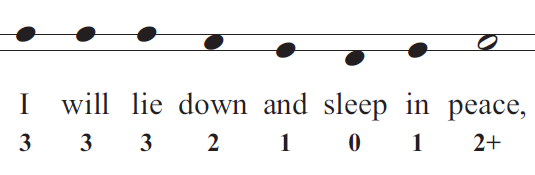 I will lie down and sleep in peace,
3 3 3 2 1 0 1 2+